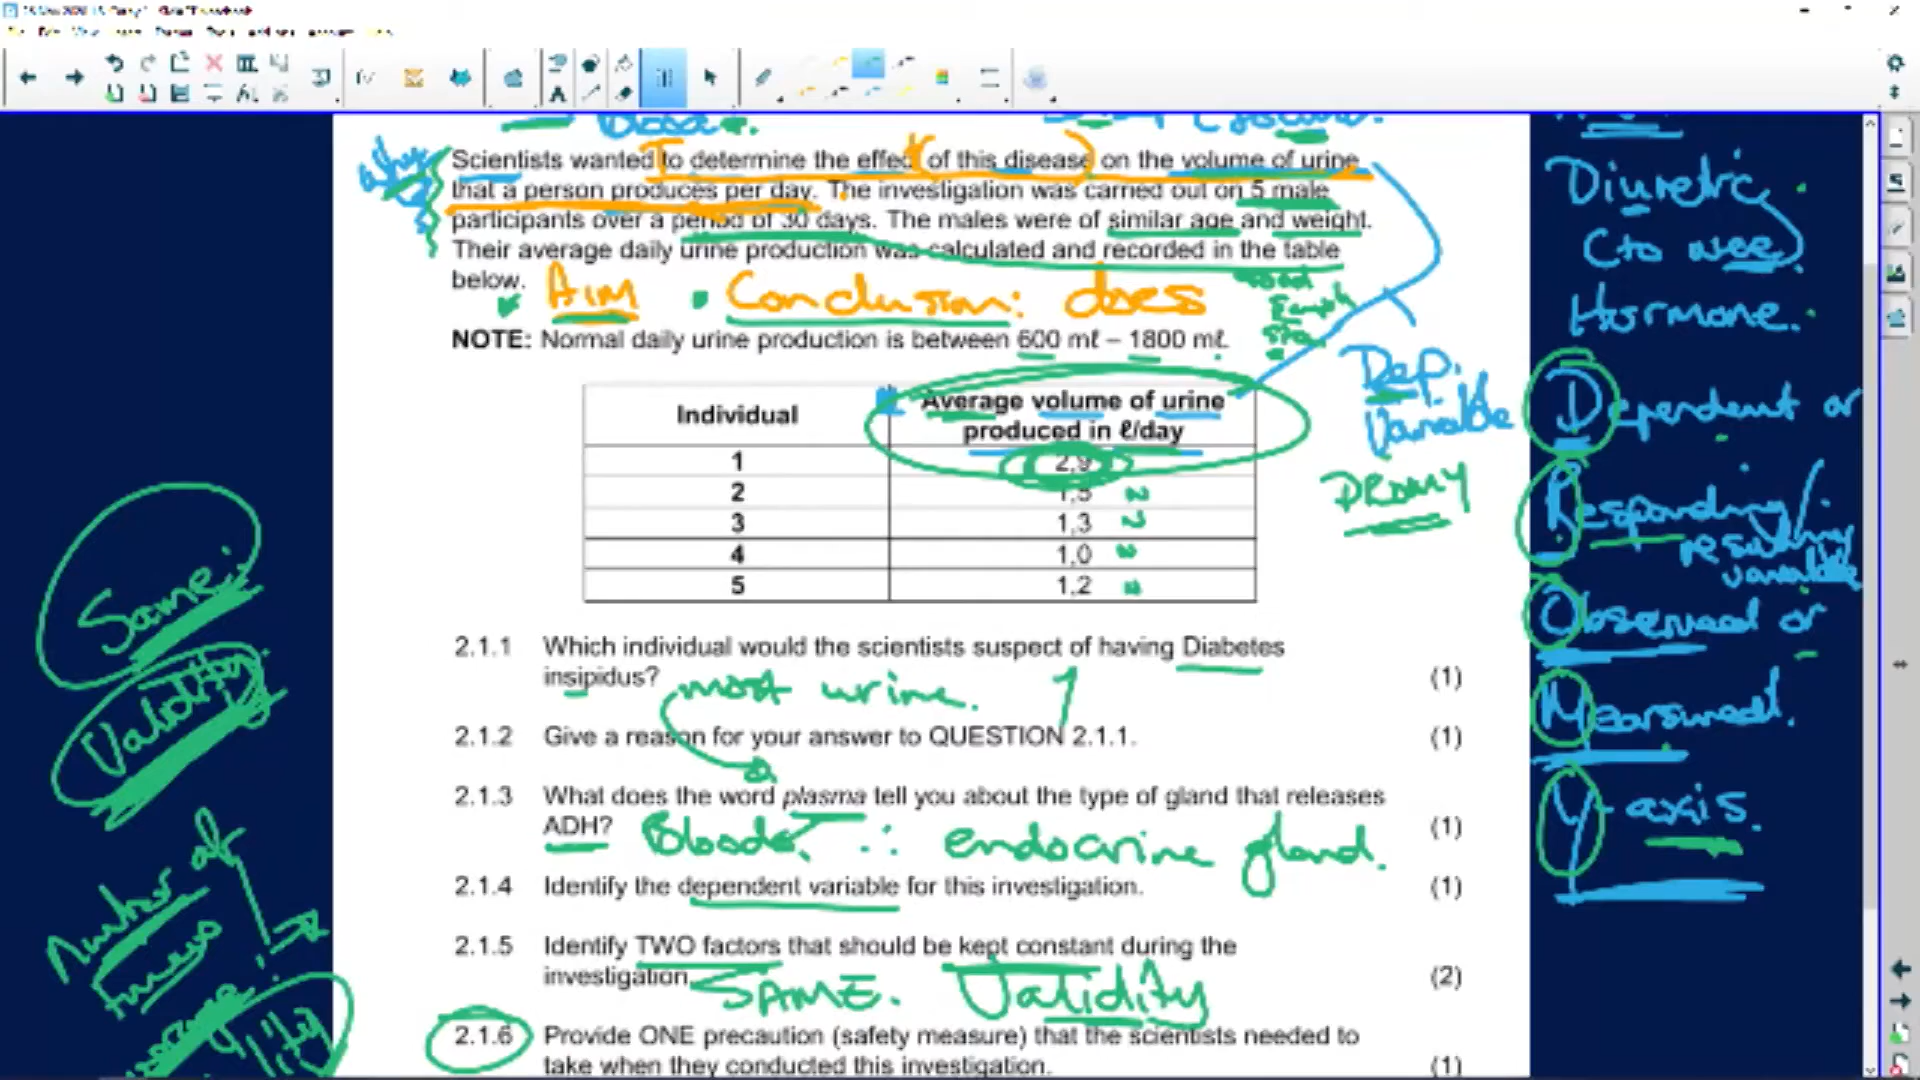 Blood.
Scientists wanted to determine the effect of this disease on the volume of urine
that a person produces per day. The investigation was carried out on 5 male
participants over a period of 30 days. The males were of similar age and weight.
Their average daily urine production was calculated and recorded in the table
below.
Aim
Conclusion: does
NOTE: Normal daily urine production is between 600 mℓ – 1800 mℓ.
Individual
Average volume of urine
produced in ℓ/day
1 2,9
2 1,5
3 1,3
4 1,0
5 1,2
Dep.
Variable
DROMY
2.1.1 Which individual would the scientists suspect of having Diabetes
insipidus? (1)
most urine. 1
2.1.2 Give a reason for your answer to QUESTION 2.1.1. (1)
2.1.3 What does the word plasma tell you about the type of gland that releases
ADH? (1)
Blood. ∴ endocrine gland.
2.1.4 Identify the dependent variable for this investigation. (1)
2.1.5 Identify TWO factors that should be kept constant during the
investigation. (2)
SAME. Validity
2.1.6 Provide ONE precaution (safety measure) that the scientists needed to
take when they conducted this investigation. (1)
Same.
Validity.
Number of
times
Diuretic
(to wee)
Hormone.
Dependent or
Responding/
resulting
variable
Observed or
Measured.
Y-axis.